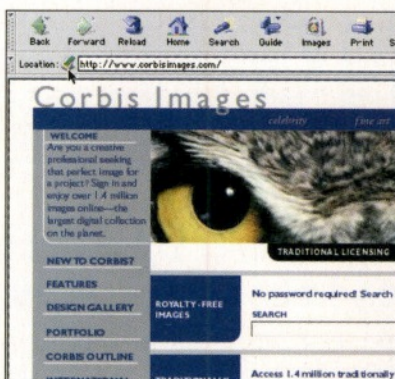 Back Forward Reload Home Search Guide Images Print S
Location: http://www.corbisimages.com/
Corbis Images
celebrity fine art
WELCOME
Are you a creative
professional seeking
that perfect image for
a project? Sign in and
enjoy over 1.4 million
images online—the
largest digital collection
on the planet.
TRADITIONAL LICENSING
NEW TO CORBIS?
FEATURES
DESIGN GALLERY
PORTFOLIO
CORBIS OUTLINE
ROYALTY-FREE
IMAGES
No password required! Search
SEARCH
Access 1.4 million traditionally